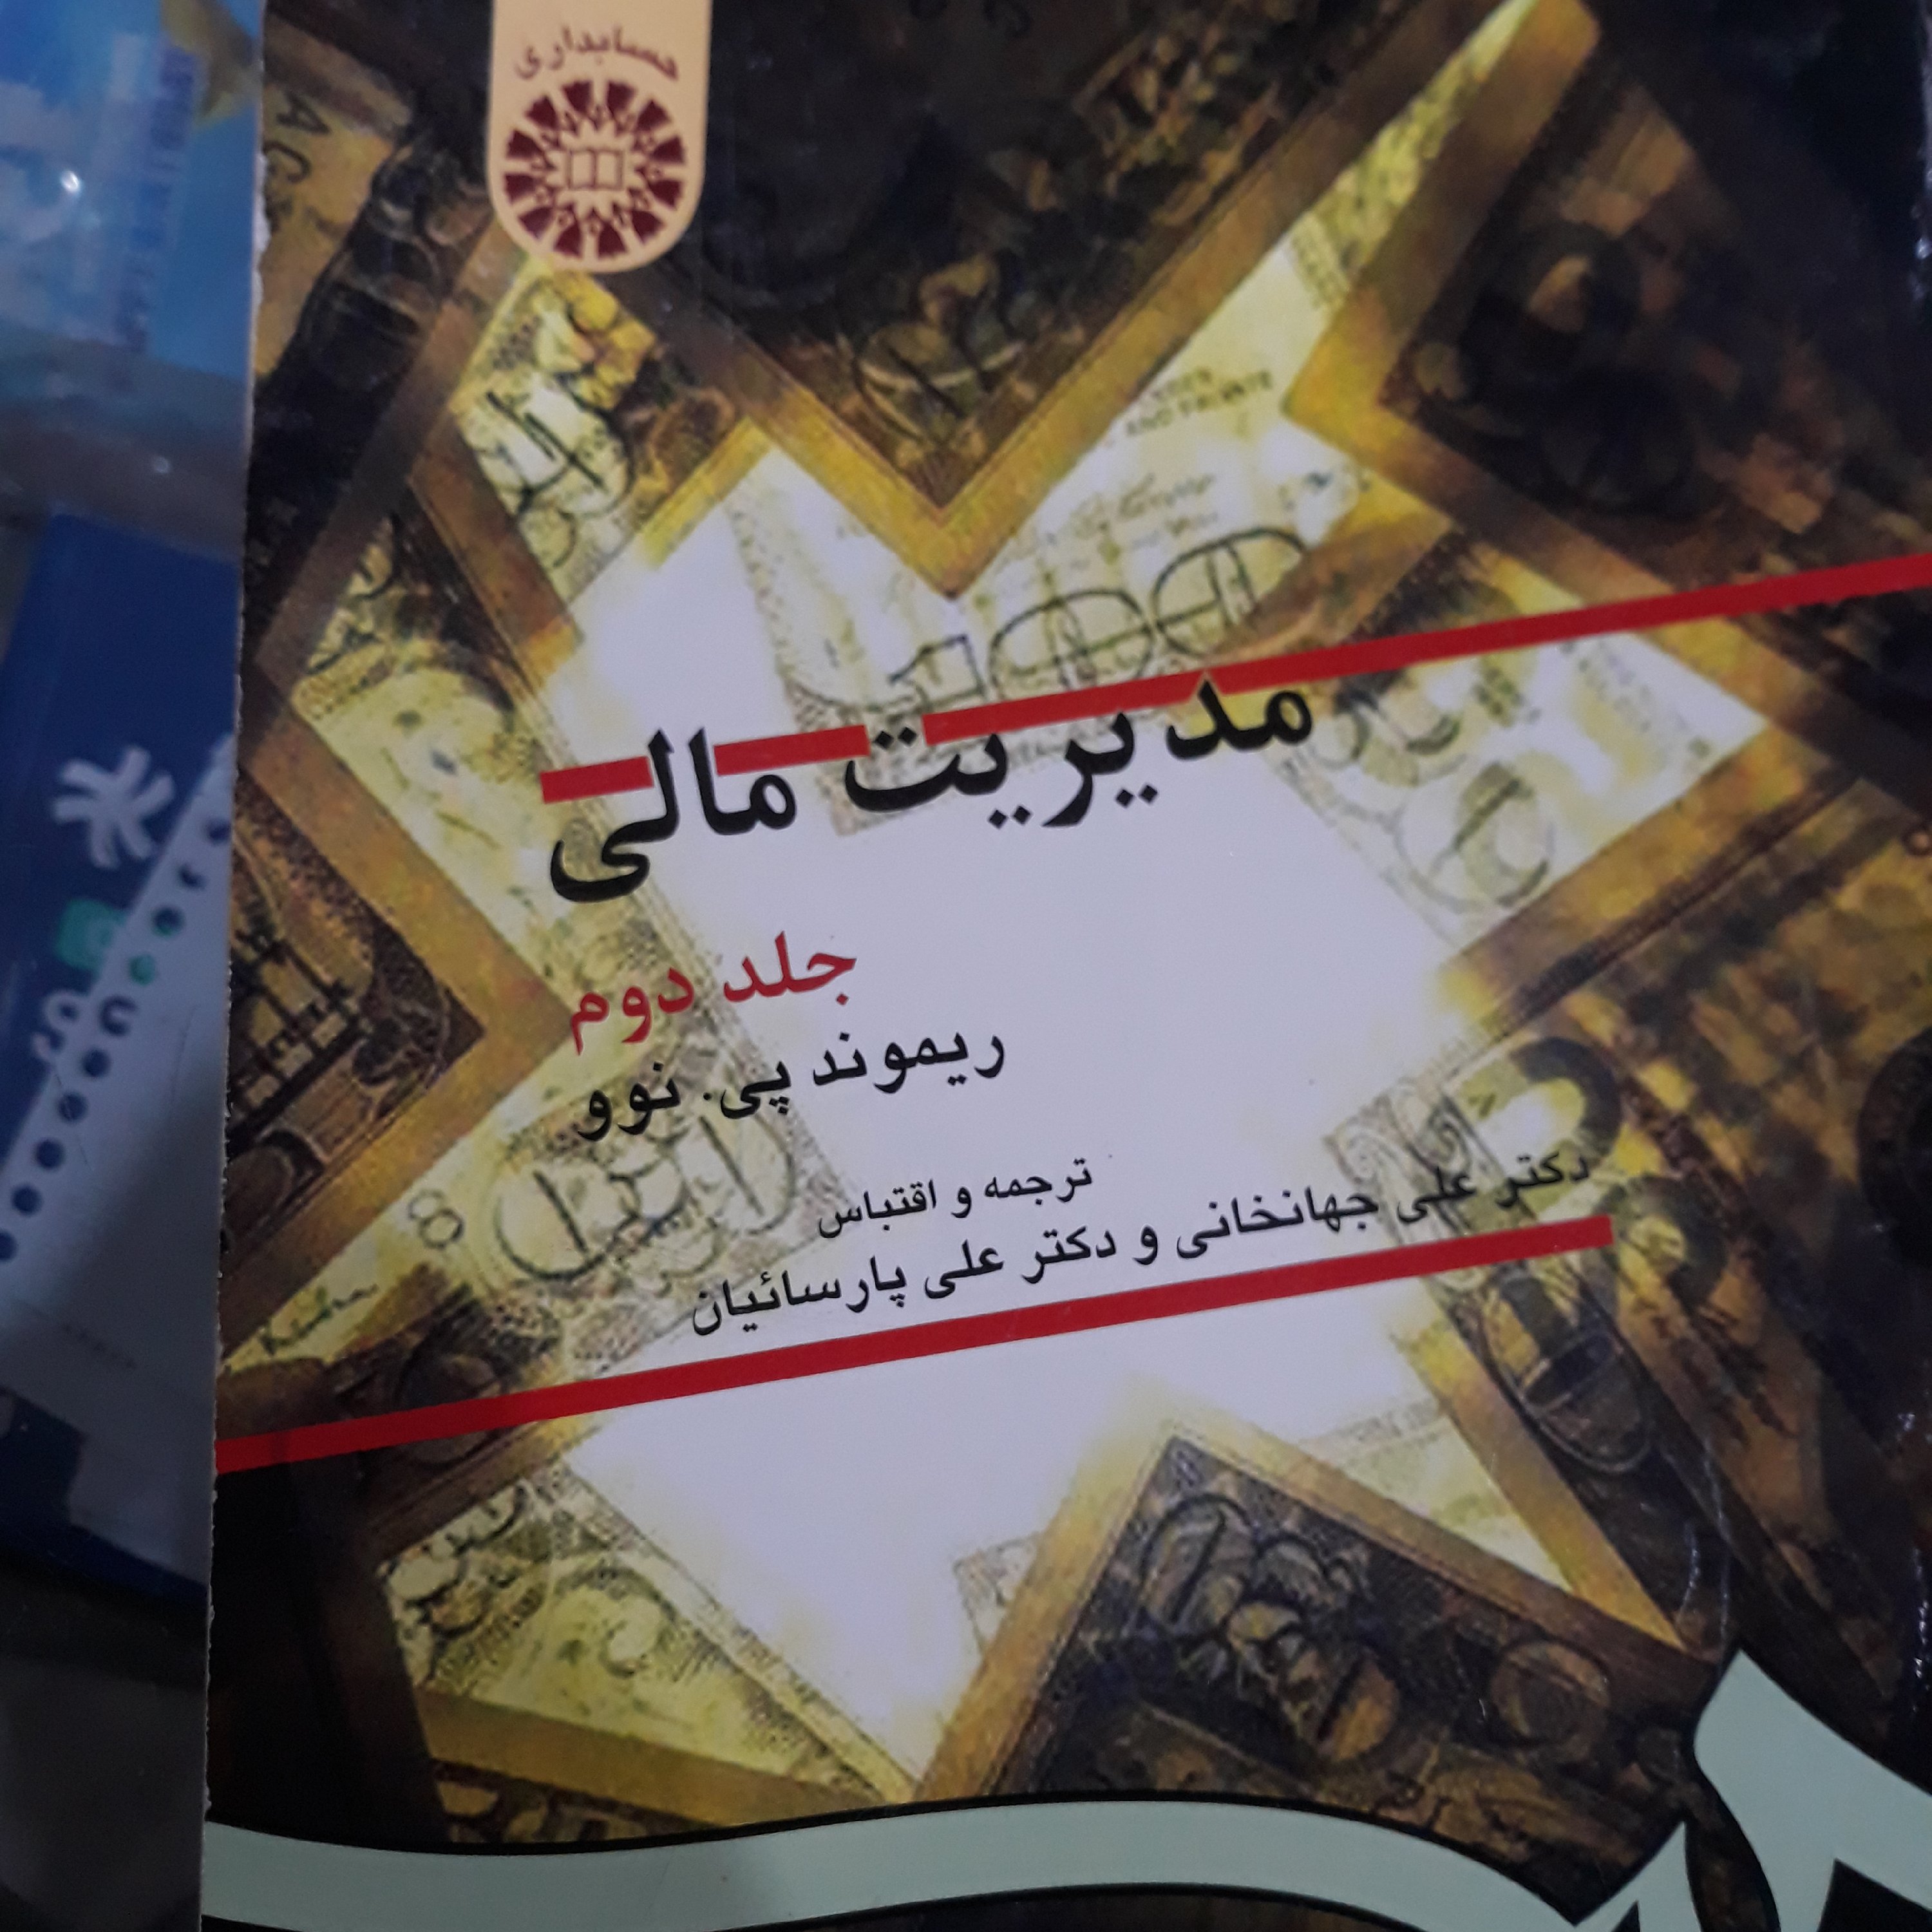 حسابداری
مدیریت مالی
جلد دوم
ریموند پی. نوو
ترجمه و اقتباس
دکتر علی جهانخانی و دکتر علی پارسائیان